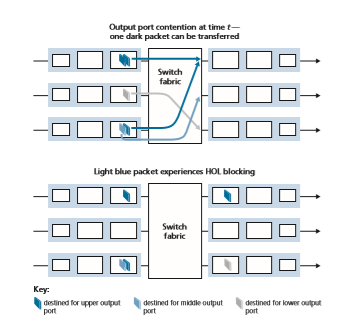 Output port contention at time t—
one dark packet can be transferred
Switch
fabric
Light blue packet experiences HOL blocking
Switch
fabric
Key:
destined for upper output
port
destined for middle output
port
destined for lower output
port